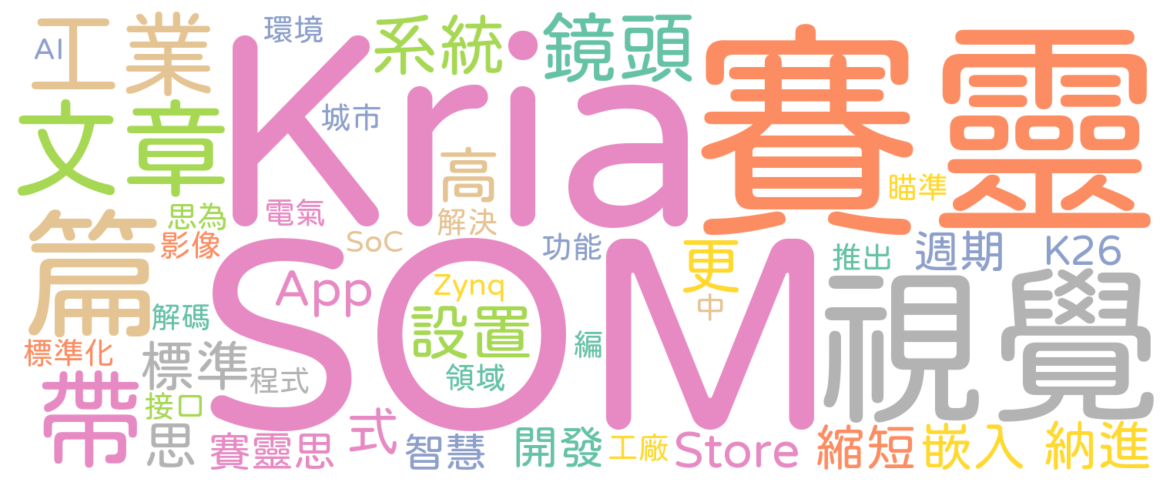 工業
環境
系統
鏡頭
賽靈
AI
Kria
文章
城市
高
瞄準
思為
電氣
解決
篇
影像
SoC
功能
更
推出
週期
K26
SOM
App
Zynq
中
視覺
解碼
設置
編
標準化
標準
程式
領域
帶
接口
思
賽靈思
式
智慧
開發
工廠
Store
縮短
嵌入
納進